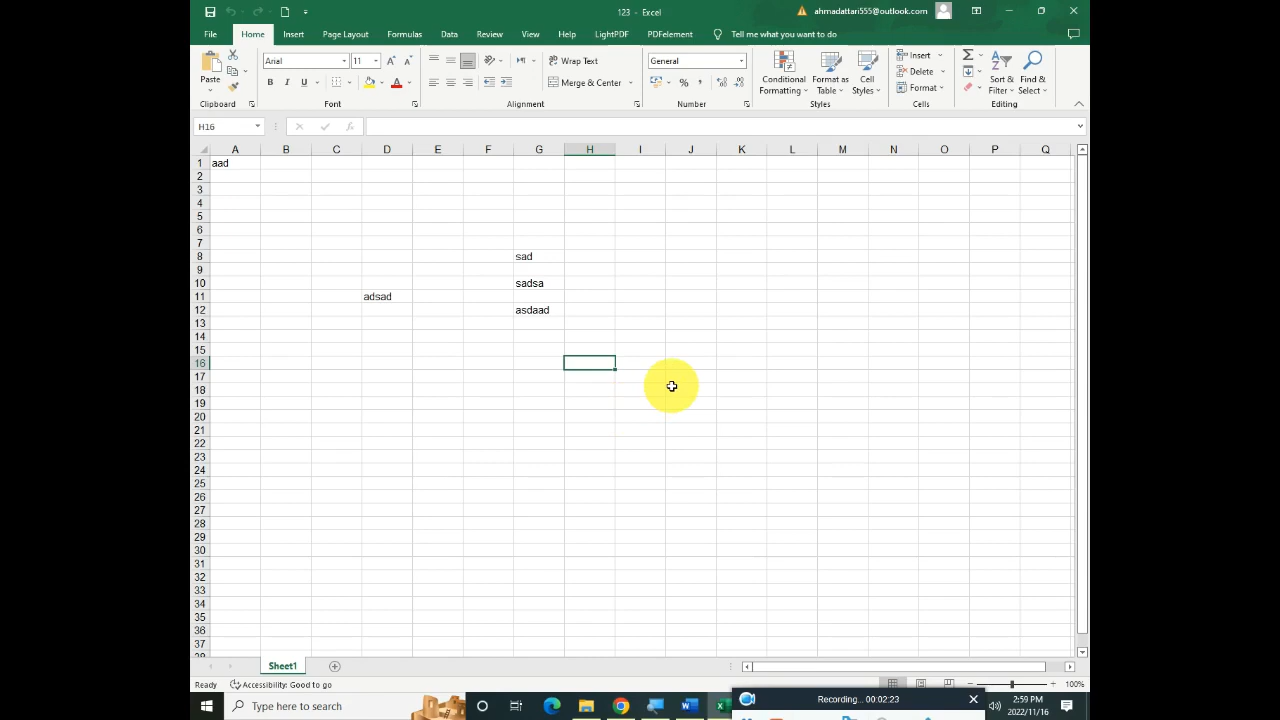 123 - Excel
ahmadattari555@outlook.com
File Home Insert Page Layout Formulas Data Review View Help LightPDF PDFelement Tell me what you want to do
Paste
Clipboard
Arial 11 A A
B I U A
Font
Wrap Text
Merge & Center
Alignment
General
% ,
Number
Conditional Formatting
Format as Table
Cell Styles
Styles
Insert
Delete
Format
Cells
Sort & Filter
Find & Select
Editing
H16 fx
A B C D E F G H I J K L M N O P Q
1 aad
2
3
4
5
6
7
8 sad
9
10 sadsa
11 adsad
12 asdaad
13
14
15
16
17
18
19
20
21
22
23
24
25
26
27
28
29
30
31
32
33
34
35
36
37
Sheet1
Ready Accessibility: Good to go 100%
Type here to search
Recording... 00:02:23
2:59 PM
2022/11/16